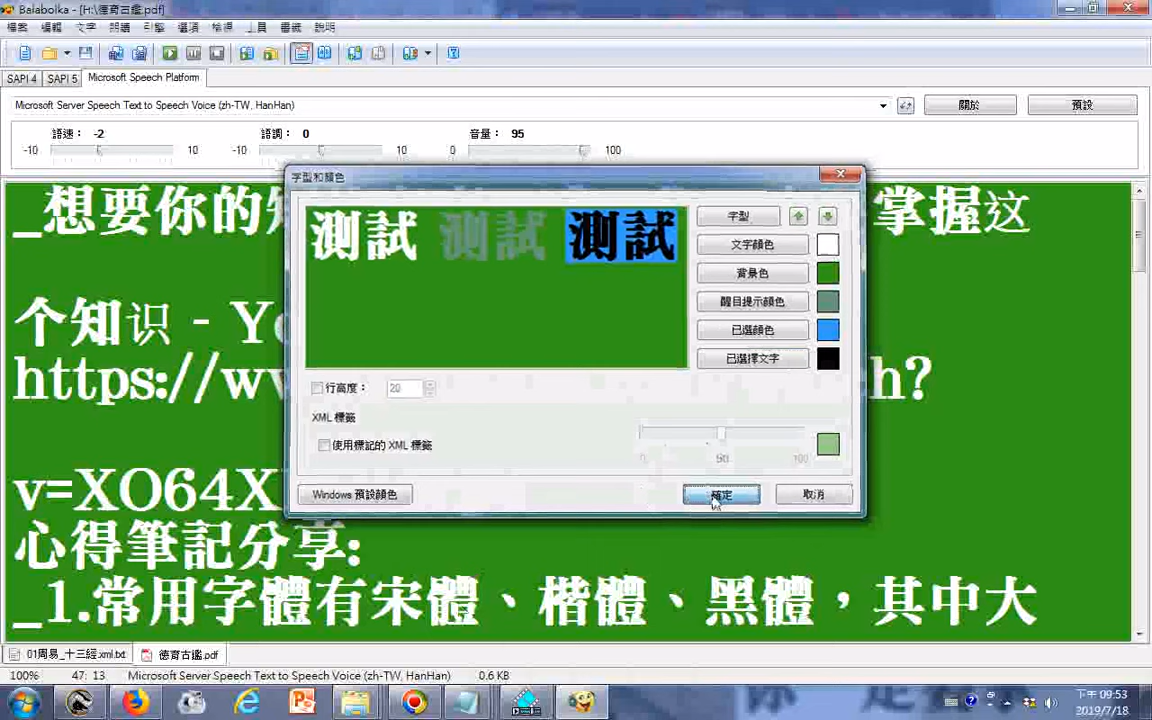 Balabolka - [H:\德育古鑑.pdf]
檔案 編輯 文字 朗讀 引擎 選項 檢視 工具 書籤 說明
SAPI 4 SAPI 5 Microsoft Speech Platform
Microsoft Server Speech Text to Speech Voice (zh-TW, HanHan) 關於 預設
語速： -2 語調： 0 音量： 95
-10 10 -10 10 0 100
字型和顏色
_想要你的 掌握这
測試 測試 測試
字型
文字顏色
背景色
醒目提示顏色
已選顏色
已選擇文字
个知识 - Yo
https://w h?
行高度： 20
XML 標籤
使用標記的 XML 標籤
0 50 100
v=XO64X
Windows 預設顏色 確定 取消
心得筆記分享:
_1.常用字體有宋體、楷體、黑體，其中大
01周易_十三經.xml.txt 德育古鑑.pdf
100% 47: 13 Microsoft Server Speech Text to Speech Voice (zh-TW, HanHan) 0.6 KB
下午 09:53
2019/7/18